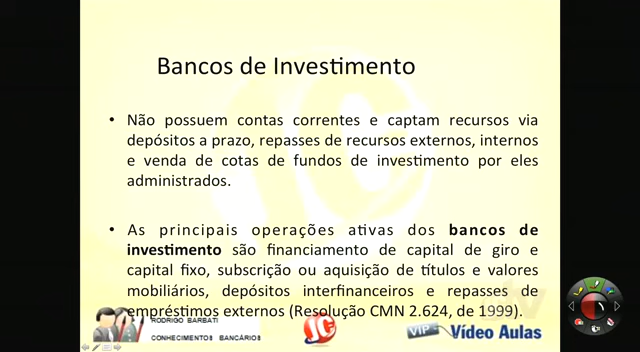 Bancos de Investimento
• Não possuem contas correntes e captam recursos via
depósitos a prazo, repasses de recursos externos, internos
e venda de cotas de fundos de investimento por eles
administrados.
• As principais operações ativas dos bancos de
investimento são financiamento de capital de giro e
capital fixo, subscrição ou aquisição de títulos e valores
mobiliários, depósitos interfinanceiros e repasses de
empréstimos externos (Resolução CMN 2.624, de 1999).
RODRIGO BARBATI
CONHECIMENTOS BANCÁRIOS
VIP Vídeo Aulas